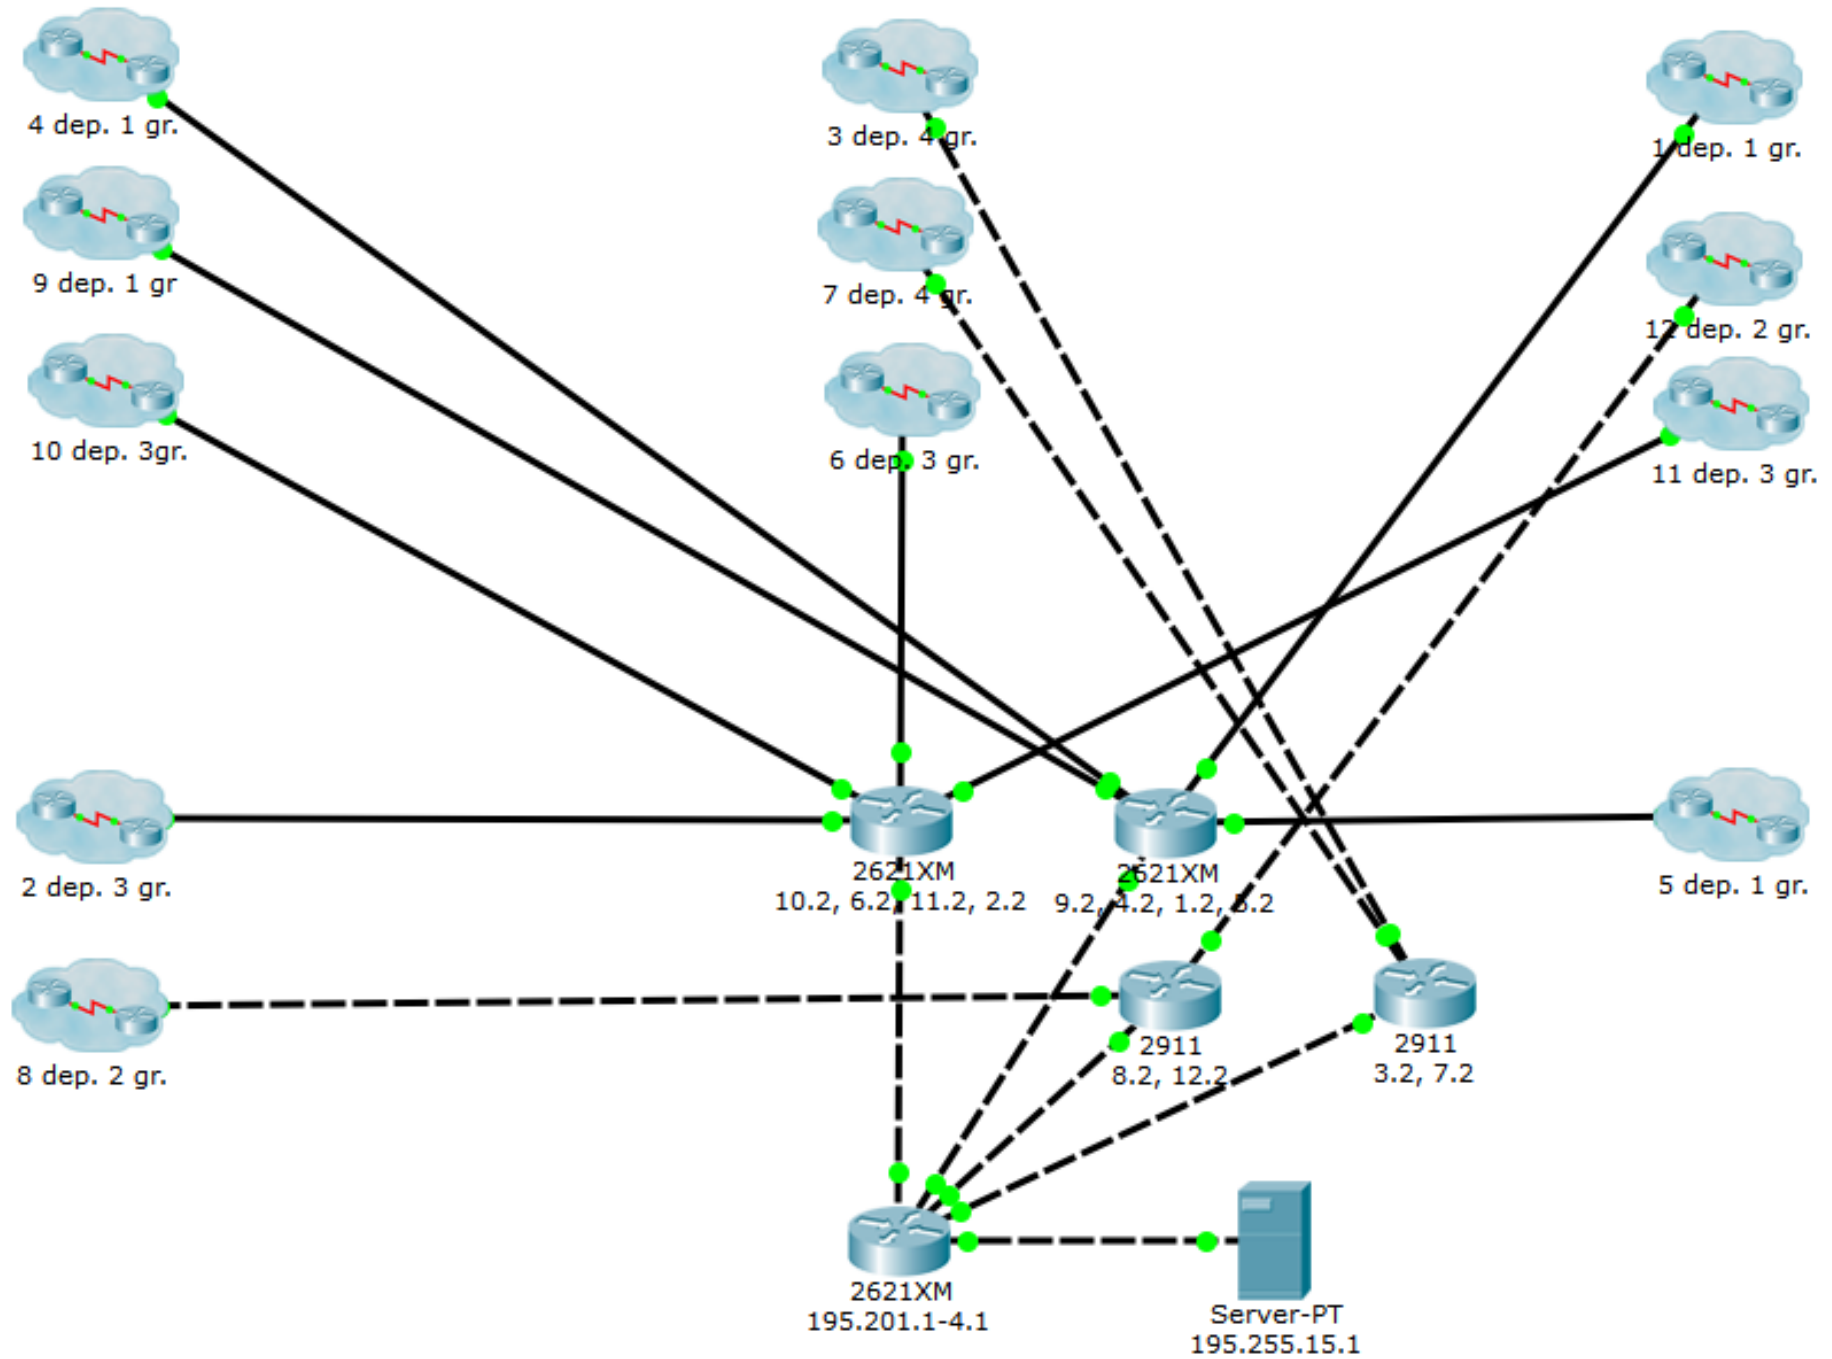 4 dep. 1 gr.
3 dep. 4 gr.
1 dep. 1 gr.
9 dep. 1 gr
7 dep. 4 gr.
12 dep. 2 gr.
10 dep. 3gr.
6 dep. 3 gr.
11 dep. 3 gr.
2 dep. 3 gr.
2621XM
10.2, 6.2, 11.2, 2.2
2621XM
9.2, 4.2, 1.2, 5.2
5 dep. 1 gr.
8 dep. 2 gr.
2911
8.2, 12.2
2911
3.2, 7.2
2621XM
195.201.1-4.1
Server-PT
195.255.15.1